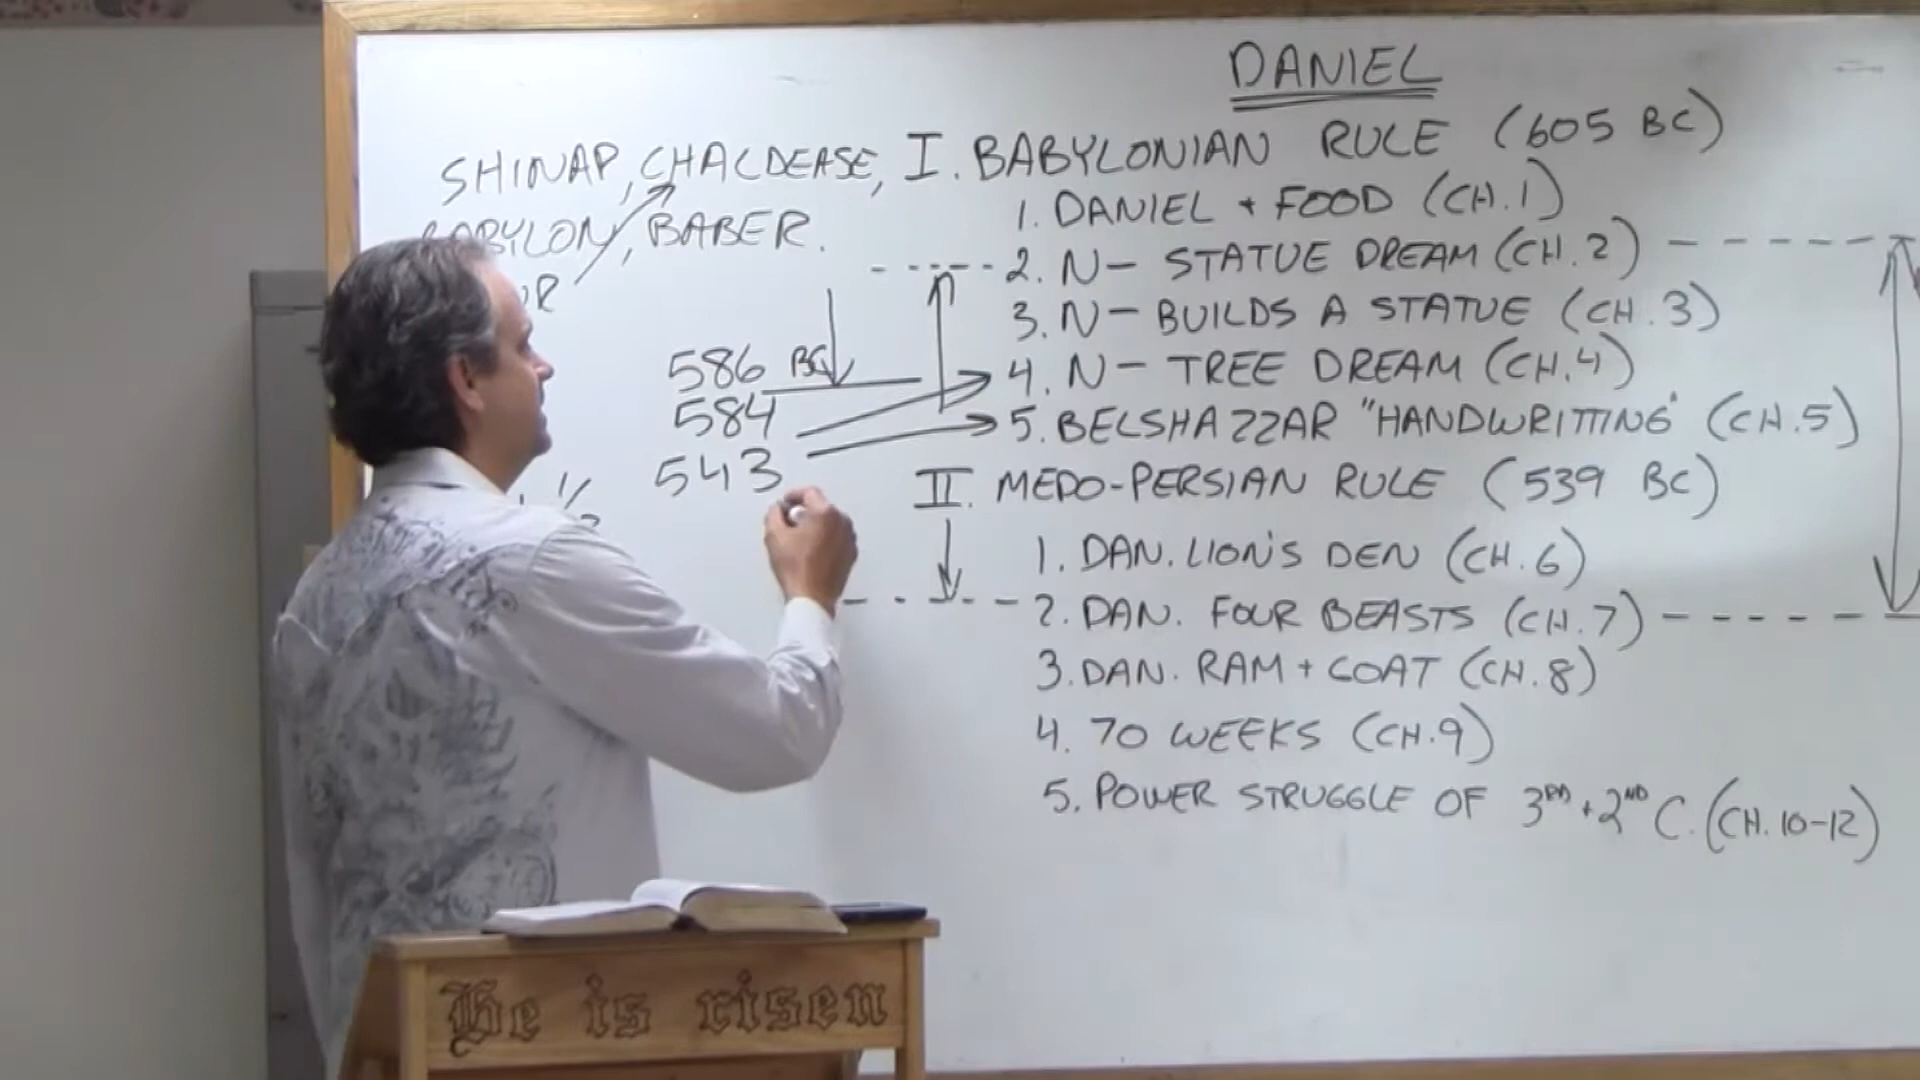 DANIEL
SHINAP, CHALDEASE,
BABER.
586 BC
584
543
I. BABYLONIAN RULE (605 BC)
1. DANIEL + FOOD (CH. 1)
2. N- STATUE DREAM (CH. 2)
3. N- BUILDS A STATUE (CH. 3)
4. N- TREE DREAM (CH. 4)
5. BELSHAZZAR "HANDWRITTING" (CH. 5)
II. MEDO-PERSIAN RULE (539 BC)
1. DAN. LION'S DEN (CH. 6)
2. DAN. FOUR BEASTS (CH. 7)
3. DAN. RAM + GOAT (CH. 8)
4. 70 WEEKS (CH. 9)
5. POWER STRUGGLE OF 3RD + 2ND C. (CH. 10-12)
He is risen